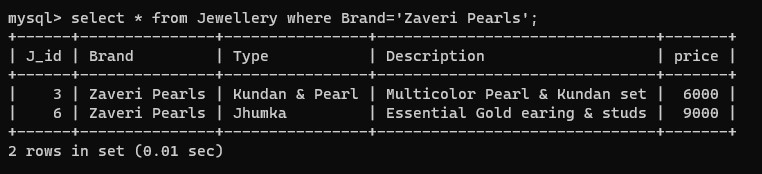 mysql> select * from Jewellery where Brand='Zaveri Pearls';
+------+---------------+----------------+-------------------------------+-------+
| J_id | Brand         | Type           | Description                   | price |
+------+---------------+----------------+-------------------------------+-------+
|    3 | Zaveri Pearls | Kundan & Pearl | Multicolor Pearl & Kundan set |  6000 |
|    6 | Zaveri Pearls | Jhumka         | Essential Gold earing & studs |  9000 |
+------+---------------+----------------+-------------------------------+-------+
2 rows in set (0.01 sec)